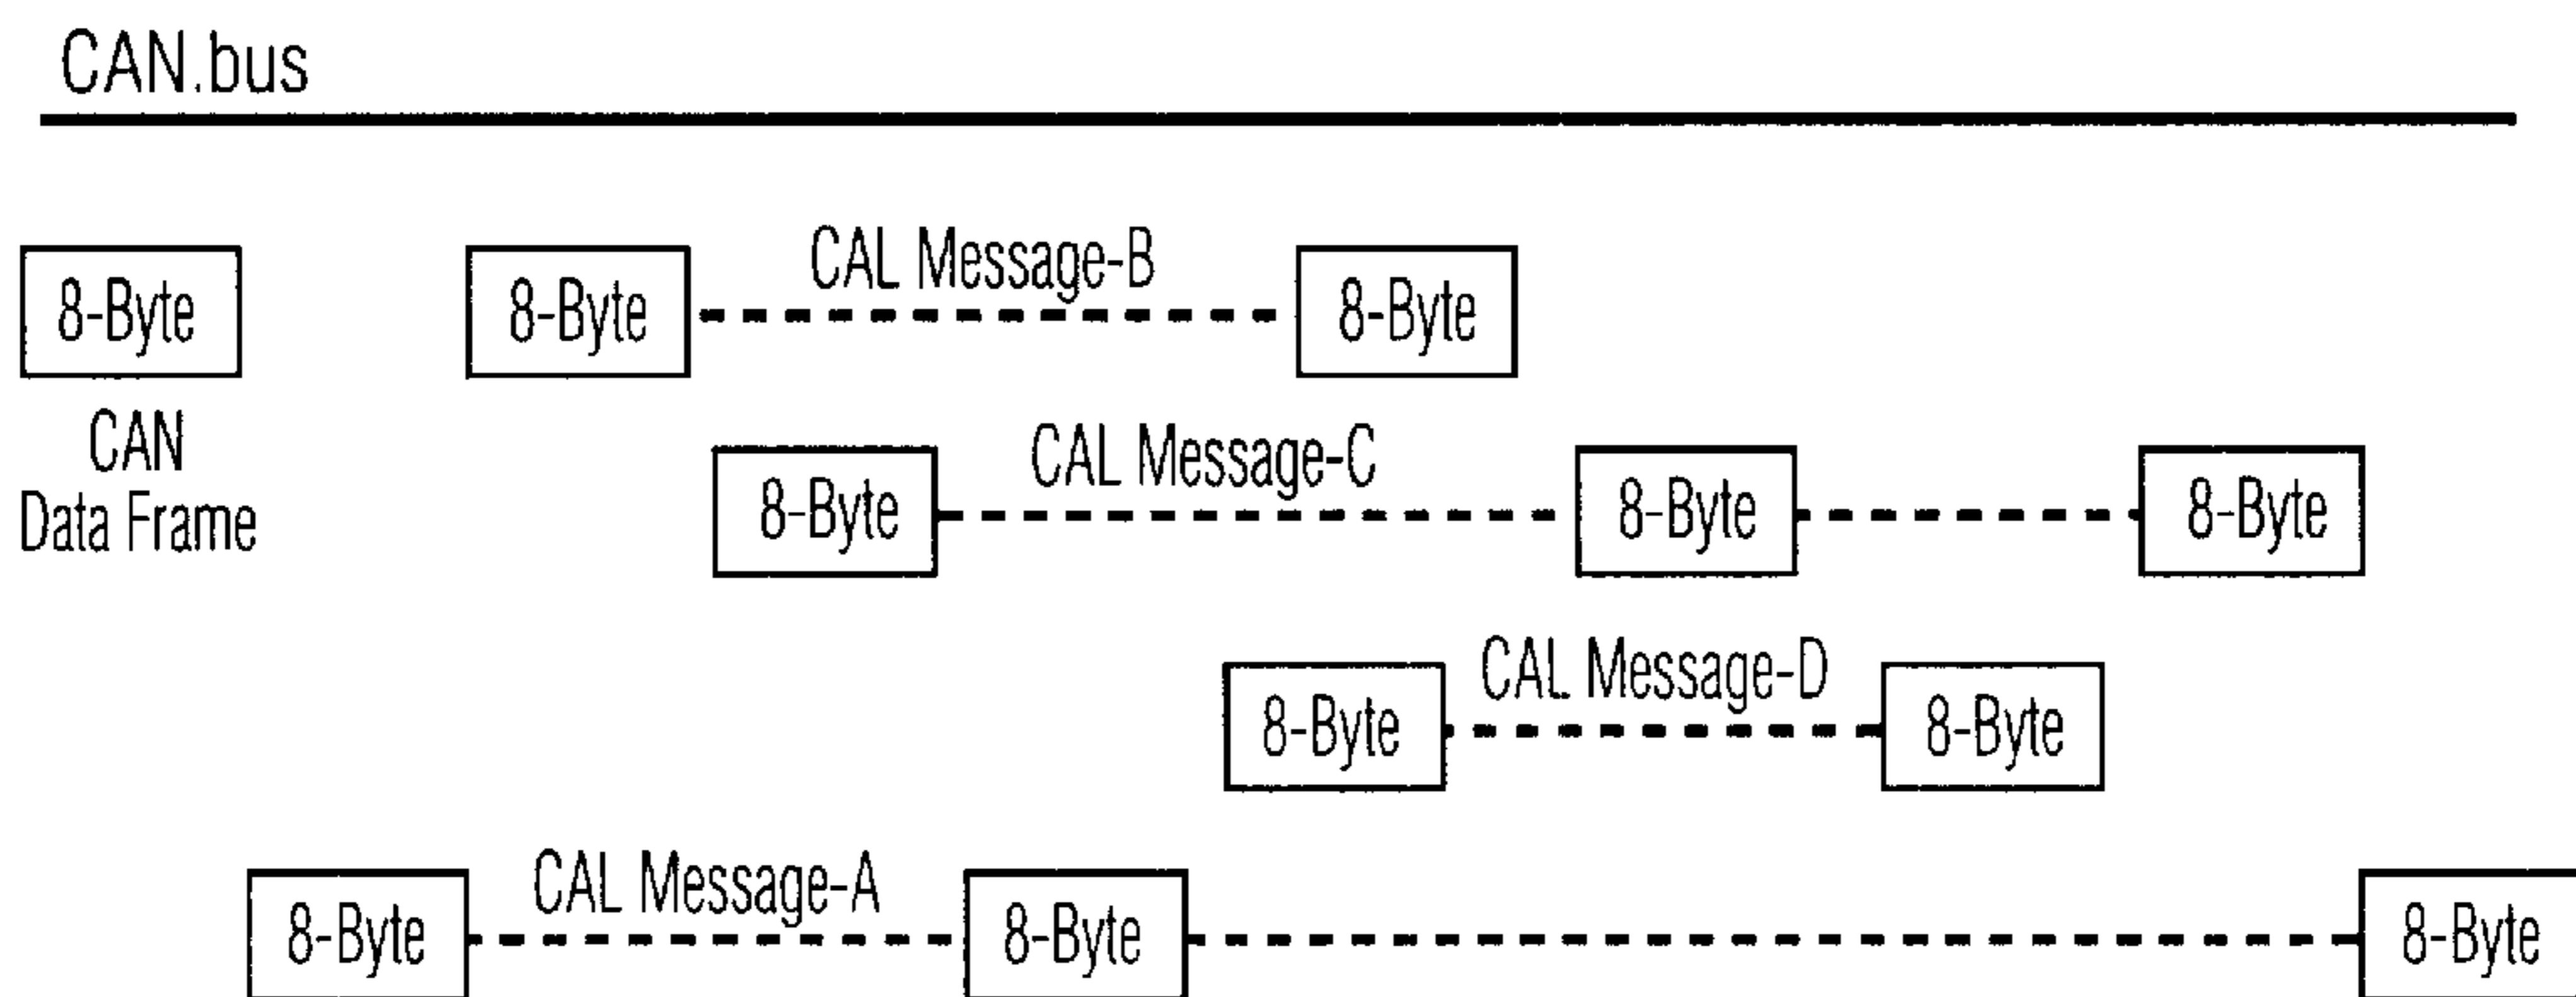 CAN.bus
8-Byte
CAN
Data Frame
8-Byte
CAL Message-B
8-Byte
8-Byte
CAL Message-C
8-Byte
8-Byte
8-Byte
CAL Message-D
8-Byte
8-Byte
CAL Message-A
8-Byte
8-Byte